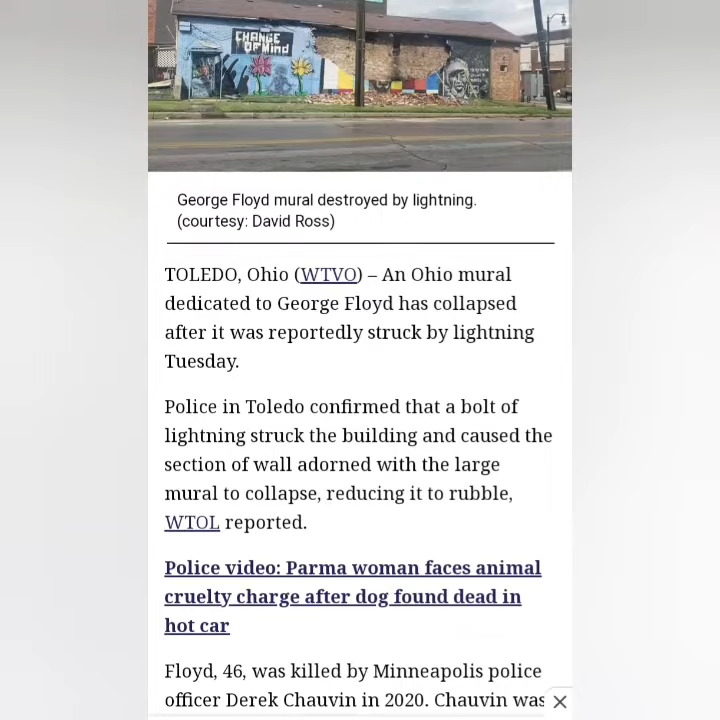 CHANGE
OF Mind
George Floyd mural destroyed by lightning.
(courtesy: David Ross)
TOLEDO, Ohio (WTVO) – An Ohio mural
dedicated to George Floyd has collapsed
after it was reportedly struck by lightning
Tuesday.
Police in Toledo confirmed that a bolt of
lightning struck the building and caused the
section of wall adorned with the large
mural to collapse, reducing it to rubble,
WTOL reported.
Police video: Parma woman faces animal
cruelty charge after dog found dead in
hot car
Floyd, 46, was killed by Minneapolis police
officer Derek Chauvin in 2020. Chauvin was